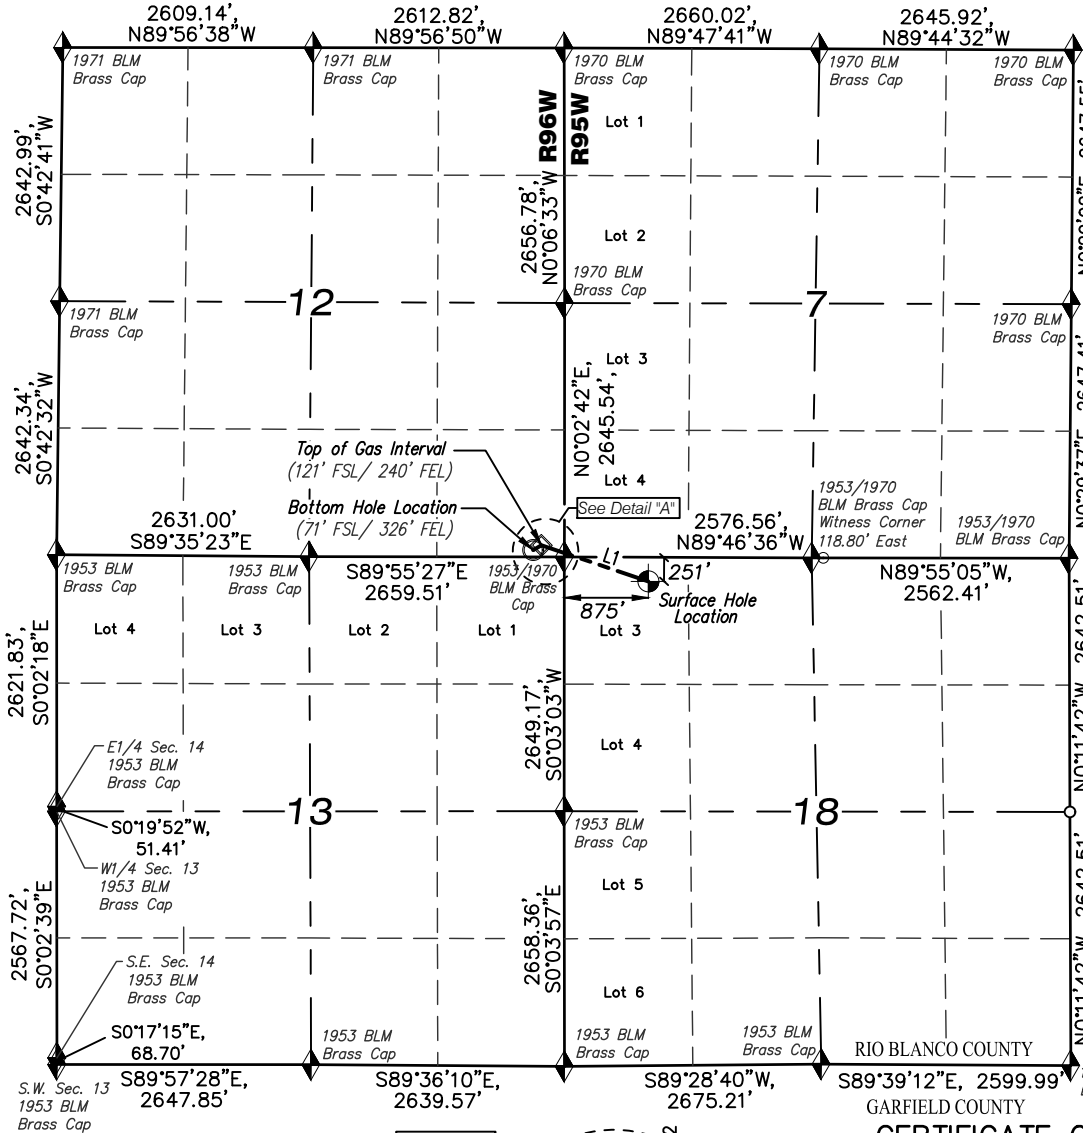 2609.14', 2612.82', 2660.02', 2645.92',
N89°56'38"W N89°56'50"W N89°47'41"W N89°44'32"W
1971 BLM
Brass Cap
1971 BLM
Brass Cap
1970 BLM
Brass Cap
1970 BLM
Brass Cap
1970 BLM
Brass Cap
R96W
R95W
Lot 1
2642.99',
S0°42'41"W
2656.78',
N0°06'33"W
Lot 2
1970 BLM
Brass Cap
12
7
1971 BLM
Brass Cap
1970 BLM
Brass Cap
Lot 3
2642.34',
S0°42'32"W
N0°02'42"E,
2645.54',
2647.41'
Top of Gas Interval
(121' FSL/ 240' FEL)
Lot 4
Bottom Hole Location
(71' FSL/ 326' FEL)
See Detail "A"
1953/1970
BLM Brass Cap
Witness Corner
118.80' East
1953/1970
BLM Brass Cap
2631.00'
S89°35'23"E
2576.56',
N89°46'36"W
L1
1953 BLM
Brass Cap
1953 BLM
Brass Cap
S89°55'27"E
2659.51'
1953/1970
BLM Brass
Cap
251'
875'
Surface Hole
Location
N89°55'05"W,
2562.41'
Lot 4 Lot 3 Lot 2 Lot 1 Lot 3
2621.83'
S0°02'18"E
2649.17',
S0°03'03"W
2642.51'
N0°11'42"W
E1/4 Sec. 14
1953 BLM
Brass Cap
Lot 4
13
18
S0°19'52"W,
51.41'
W1/4 Sec. 13
1953 BLM
Brass Cap
1953 BLM
Brass Cap
Lot 5
2567.72',
S0°02'39"E
2658.36',
S0°03'57"E
2642.51'
N0°11'42"W
S.E. Sec. 14
1953 BLM
Brass Cap
Lot 6
S0°17'15"E,
68.70'
1953 BLM
Brass Cap
1953 BLM
Brass Cap
1953 BLM
Brass Cap
RIO BLANCO COUNTY
S.W. Sec. 13
1953 BLM
Brass Cap
S89°57'28"E,
2647.85'
S89°36'10"E,
2639.57'
S89°28'40"W,
2675.21'
S89°39'12"E, 2599.99'
GARFIELD COUNTY